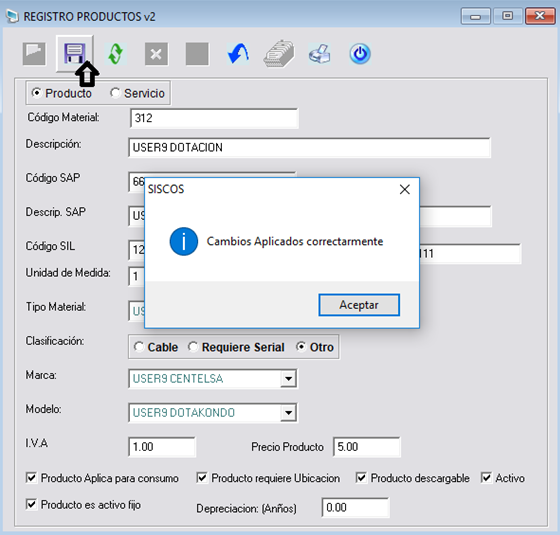 REGISTRO PRODUCTOS v2
Producto Servicio
Código Material: 312
Descripción: USER9 DOTACION
Código SAP 66
SISCOS
Descrip. SAP US
Cambios Aplicados correctarmente
Código SIL 12 111
Unidad de Medida: 1
Aceptar
Tipo Material: US
Clasificación: Cable Requiere Serial Otro
Marca: USER9 CENTELSA
Modelo: USER9 DOTAKONDO
I.V.A 1.00 Precio Producto 5.00
Producto Aplica para consumo Producto requiere Ubicacion Producto descargable Activo
Producto es activo fijo Depreciacion: (Anños) 0.00